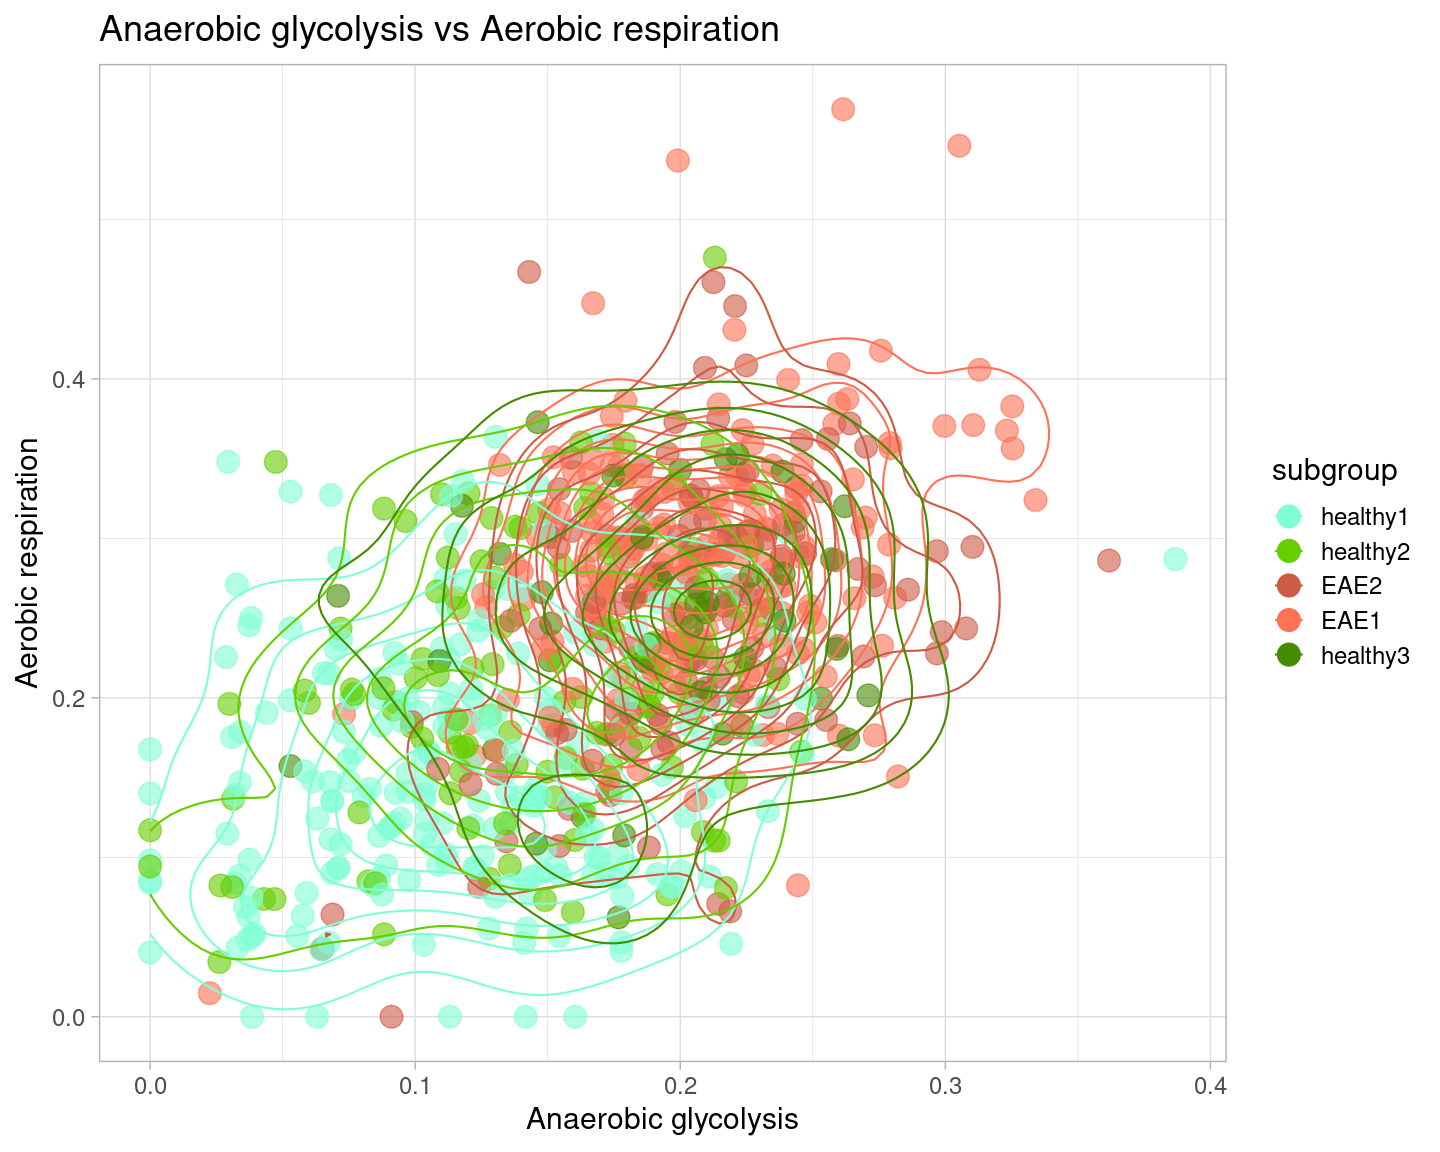 Anaerobic glycolysis vs Aerobic respiration
Aerobic respiration
0.4
0.2
0.0
0.0 0.1 0.2 0.3 0.4
Anaerobic glycolysis
subgroup
healthy1
healthy2
EAE2
EAE1
healthy3